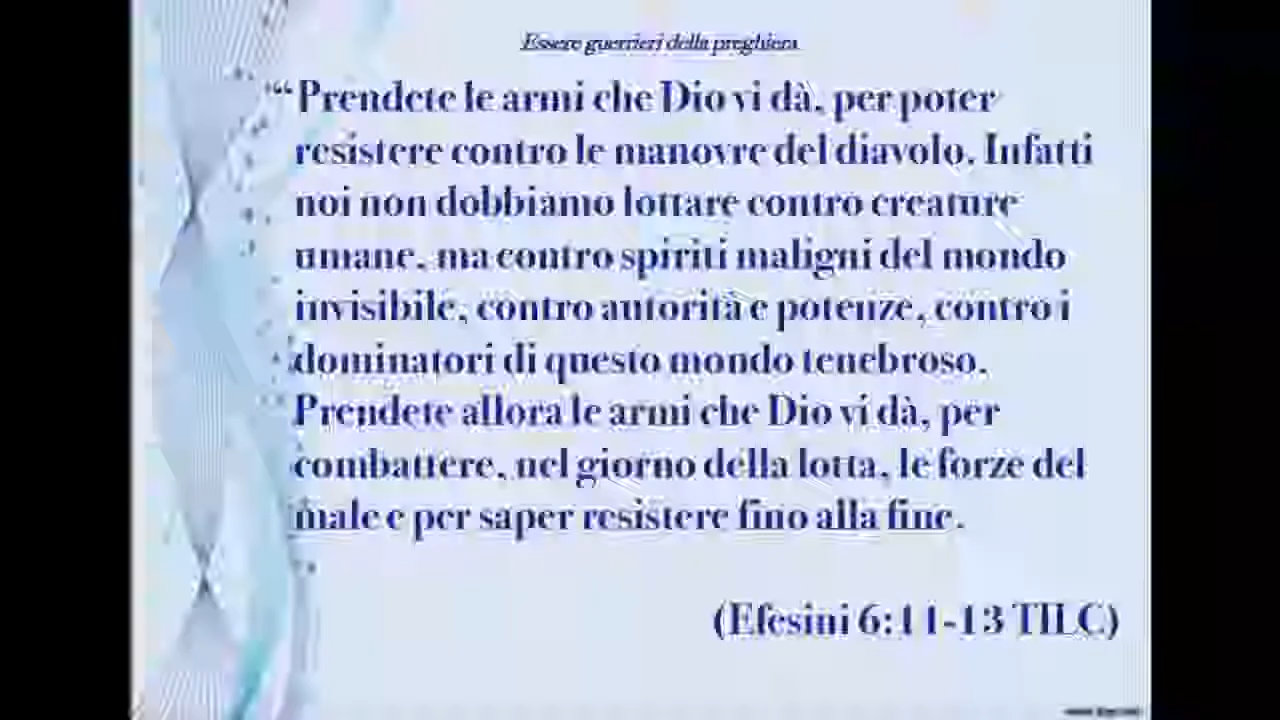 Essere guerrieri della preghiera
“Prendete le armi che Dio vi dà, per poter
resistere contro le manovre del diavolo. Infatti
noi non dobbiamo lottare contro creature
umane, ma contro spiriti maligni del mondo
invisibile, contro autorità e potenze, contro i
dominatori di questo mondo tenebroso.
Prendete allora le armi che Dio vi dà, per
combattere, nel giorno della lotta, le forze del
male e per saper resistere fino alla fine.
(Efesini 6:11-13 TILC)